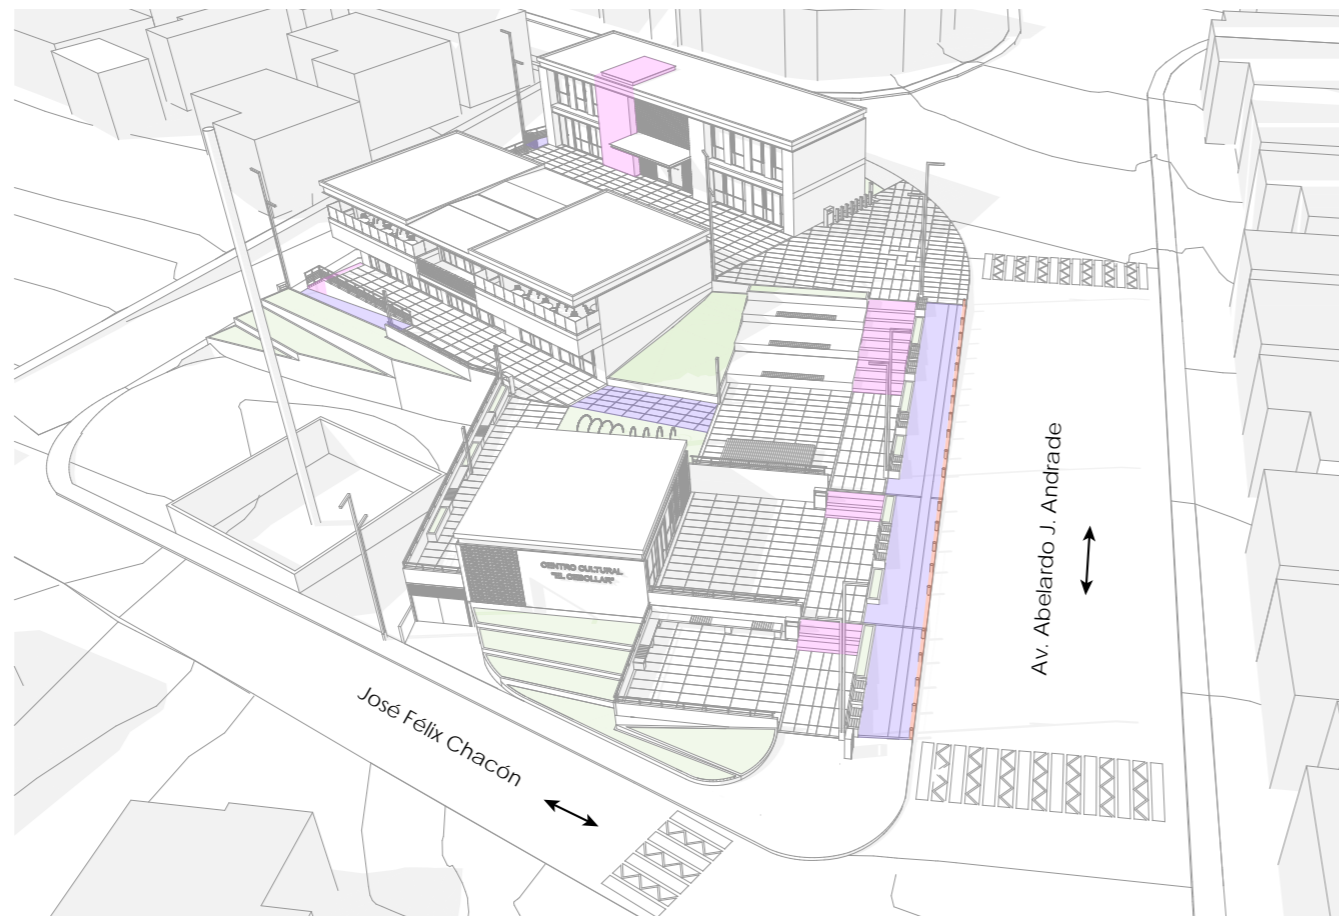 CENTRO CULTURAL
"EL CEBOLLAR"
Av. Abelardo J. Andrade
José Félix Chacón